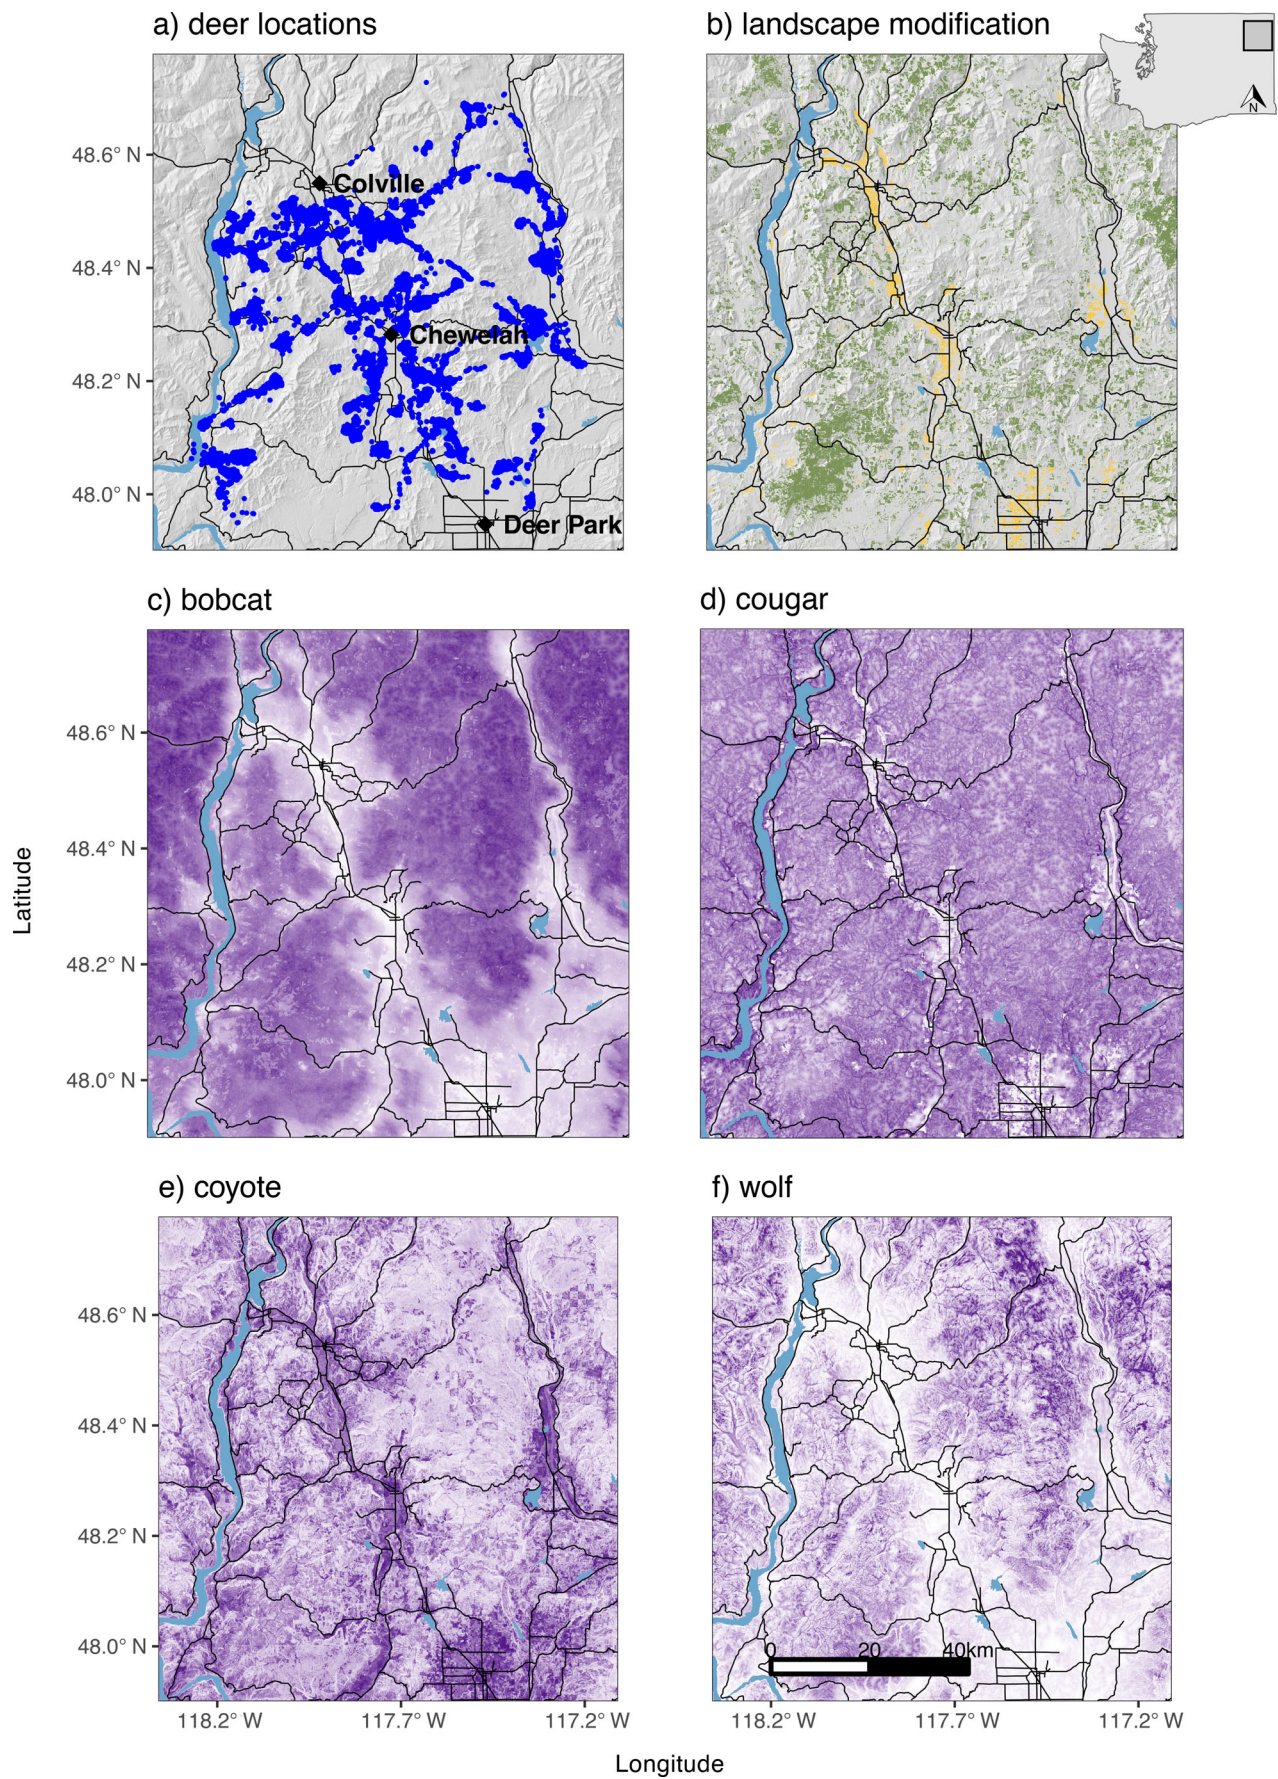 a) deer locations
b) landscape modification
N
48.6° N
48.4° N
48.2° N
48.0° N
Colville
Chewelah
Deer Park
c) bobcat
d) cougar
48.6° N
48.4° N
48.2° N
48.0° N
Latitude
e) coyote
f) wolf
48.6° N
48.4° N
48.2° N
48.0° N
0 20 40km
118.2° W 117.7° W 117.2° W
118.2° W 117.7° W 117.2° W
Longitude